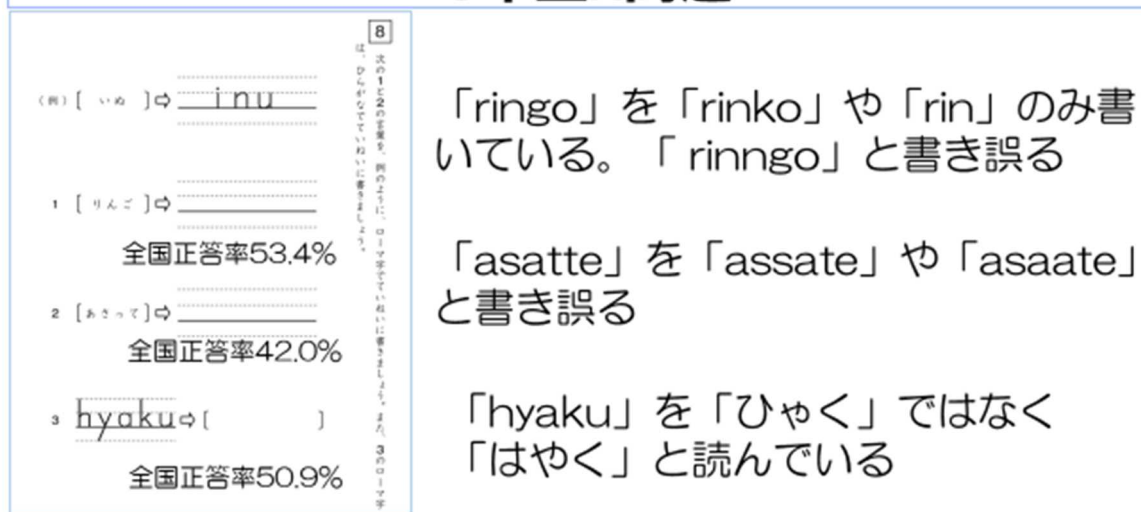 8
次の1と2の言葉を、例のように、ローマ字でていねいに書きましょう。また、3のローマ字
は、ひらがなでていねいに書きましょう。
(例) [ いぬ ]⇨ inu
1 [ りんご ]⇨
全国正答率53.4%
2 [あさって]⇨
全国正答率42.0%
3 hyaku⇨[ ]
全国正答率50.9%
「ringo」を「rinko」や「rin」のみ書
いている。「 rinngo」と書き誤る
「asatte」を「assate」や「asaate」
と書き誤る
「hyaku」を「ひゃく」ではなく
「はやく」と読んでいる